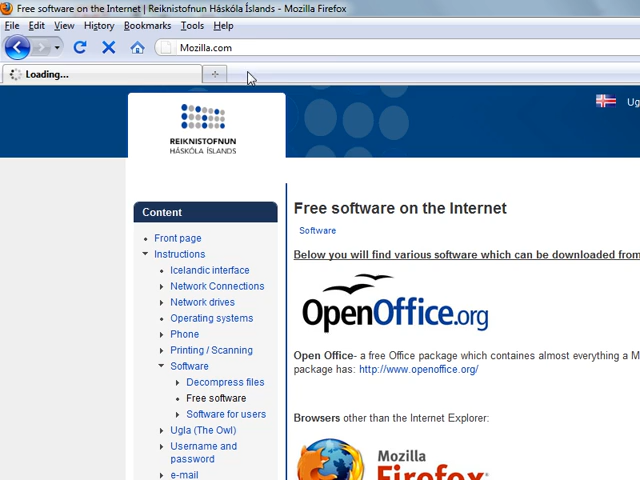 Free software on the Internet | Reiknistofnun Háskóla Íslands - Mozilla Firefox
File Edit View History Bookmarks Tools Help
Mozilla.com
Loading...
REIKNISTOFNUN
HÁSKÓLA ÍSLANDS
Ug
Content
Front page
Instructions
Icelandic interface
Network Connections
Network drives
Operating systems
Phone
Printing / Scanning
Software
Decompress files
Free software
Software for users
Ugla (The Owl)
Username and
password
e-mail
Free software on the Internet
Software
Below you will find various software which can be downloaded from
OpenOffice.org
Open Office- a free Office package which containes almost everything a M
package has: http://www.openoffice.org/
Browsers other than the Internet Explorer:
Mozilla
Firefox